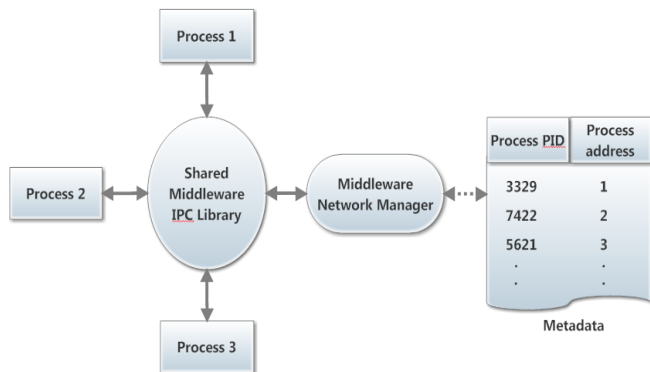 Process 1
Process 2
Shared
Middleware
IPC Library
Middleware
Network Manager
Process PID
Process
address
3329 1
7422 2
5621 3
. .
. .
Metadata
Process 3